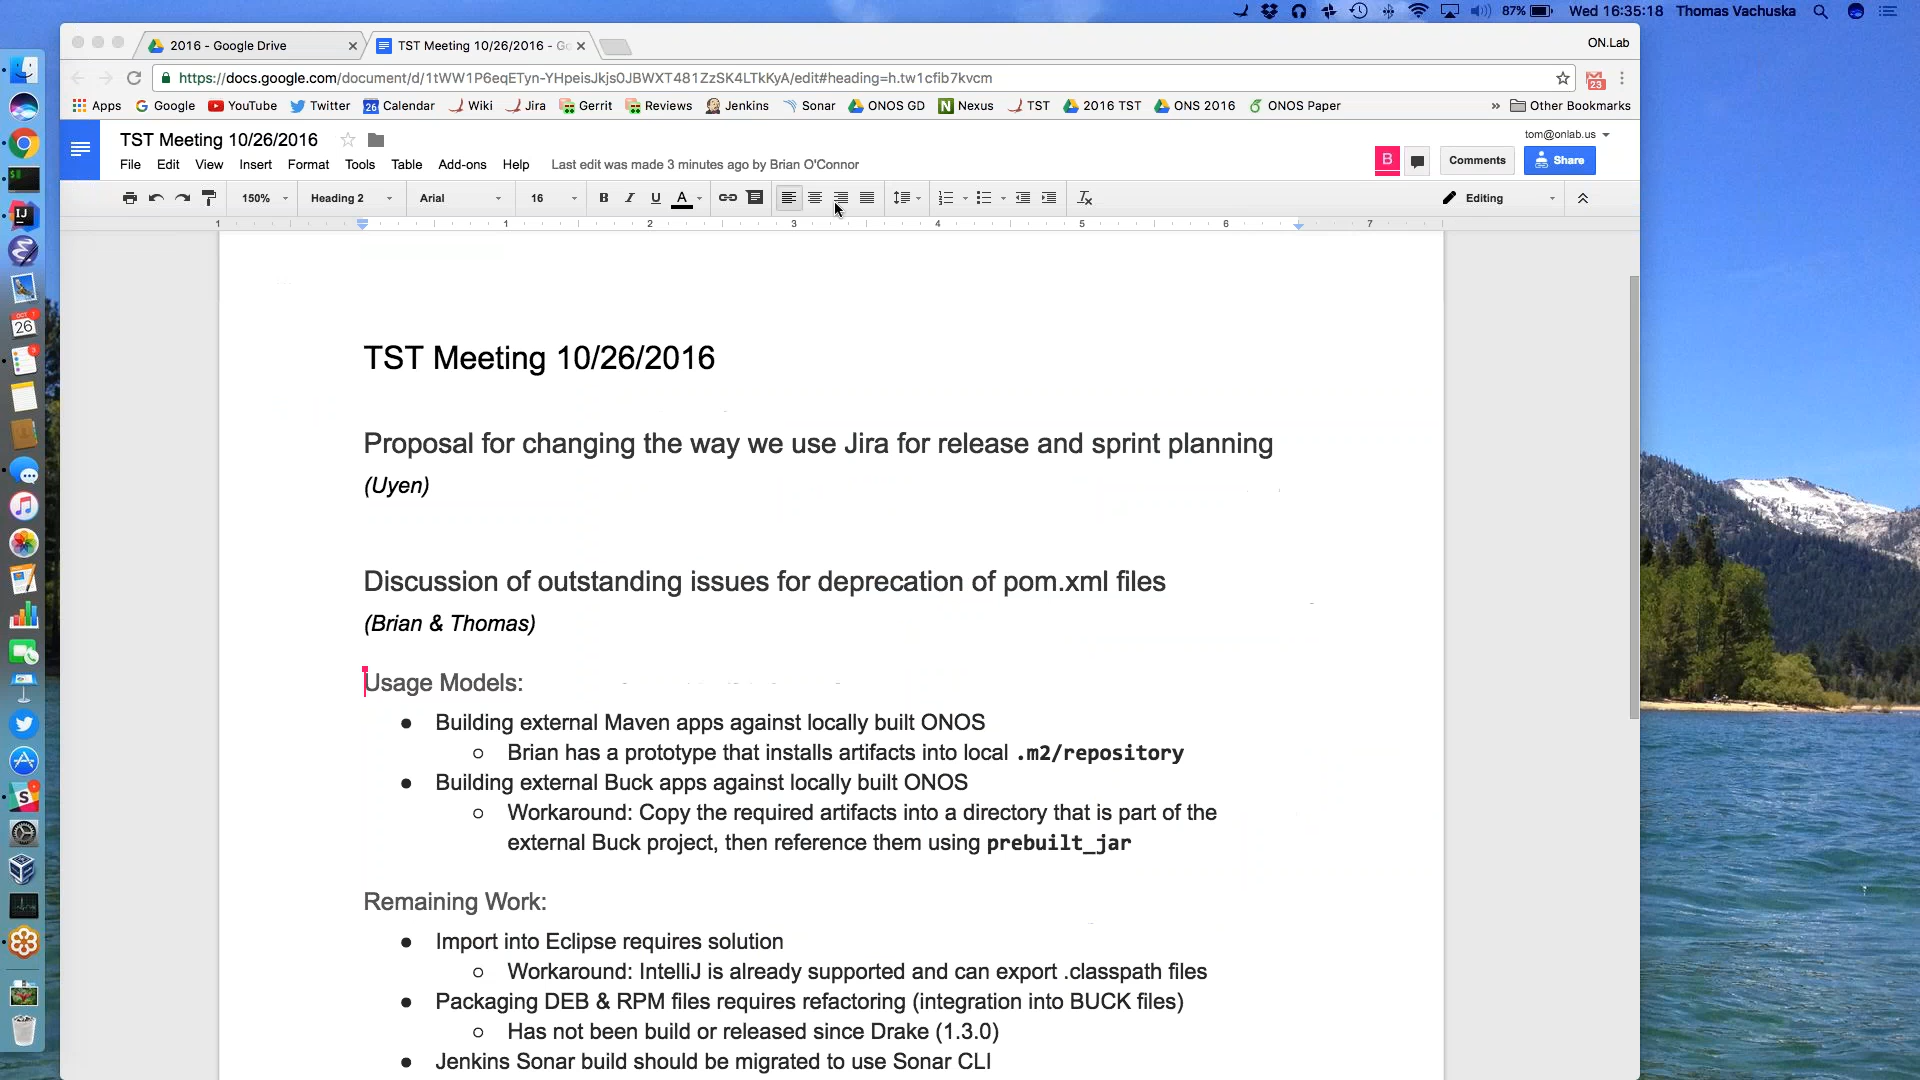 87% Wed 16:35:18 Thomas Vachuska
2016 - Google Drive
TST Meeting 10/26/2016 - Go
ON.Lab
https://docs.google.com/document/d/1tWW1P6eqETyn-YHpeisJkjs0JBWXT481ZzSK4LTkKyA/edit#heading=h.tw1cfib7kvcm
23
Apps Google YouTube Twitter 26 Calendar Wiki Jira Gerrit Reviews Jenkins Sonar ONOS GD Nexus TST 2016 TST ONS 2016 ONOS Paper » Other Bookmarks
TST Meeting 10/26/2016
tom@onlab.us
File Edit View Insert Format Tools Table Add-ons Help Last edit was made 3 minutes ago by Brian O'Connor
B Comments Share
150% Heading 2 Arial 16 B I U A Editing
1 1 2 3 4 5 6 7
TST Meeting 10/26/2016
Proposal for changing the way we use Jira for release and sprint planning
(Uyen)
Discussion of outstanding issues for deprecation of pom.xml files
(Brian & Thomas)
Usage Models:
● Building external Maven apps against locally built ONOS
○ Brian has a prototype that installs artifacts into local .m2/repository
● Building external Buck apps against locally built ONOS
○ Workaround: Copy the required artifacts into a directory that is part of the
external Buck project, then reference them using prebuilt_jar
Remaining Work:
● Import into Eclipse requires solution
○ Workaround: IntelliJ is already supported and can export .classpath files
● Packaging DEB & RPM files requires refactoring (integration into BUCK files)
○ Has not been build or released since Drake (1.3.0)
● Jenkins Sonar build should be migrated to use Sonar CLI